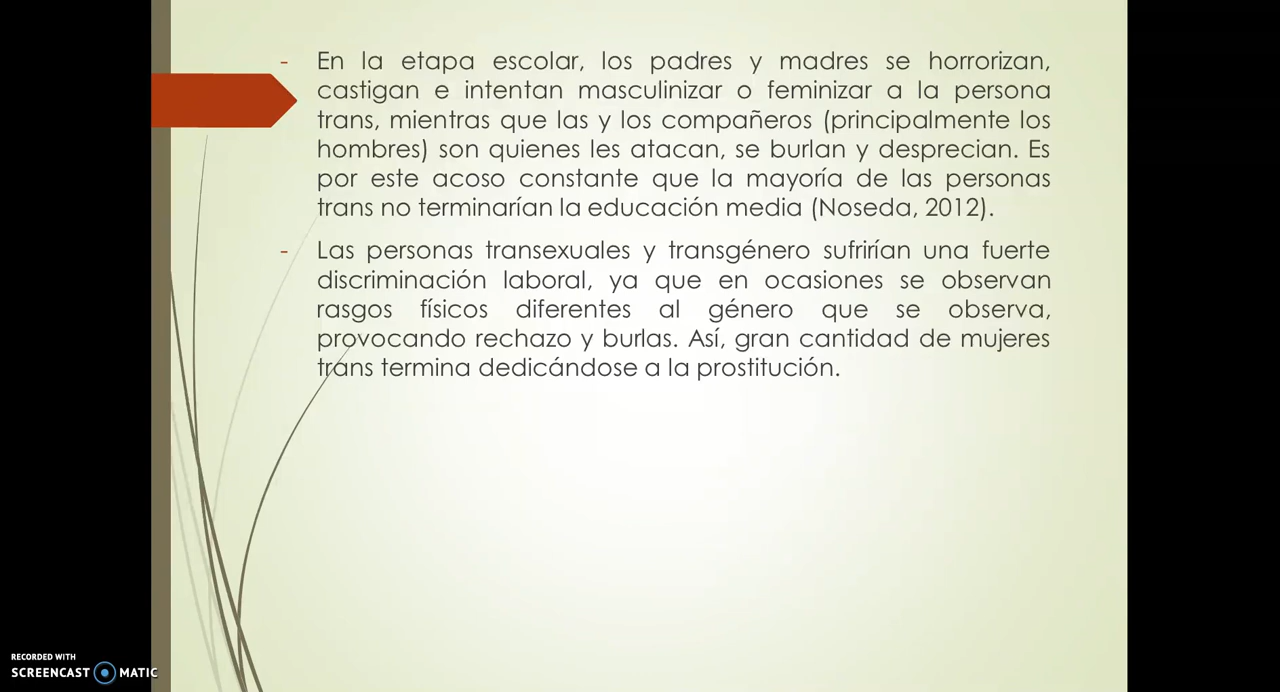 - En la etapa escolar, los padres y madres se horrorizan,
castigan e intentan masculinizar o feminizar a la persona
trans, mientras que las y los compañeros (principalmente los
hombres) son quienes les atacan, se burlan y desprecian. Es
por este acoso constante que la mayoría de las personas
trans no terminarían la educación media (Noseda, 2012).
- Las personas transexuales y transgénero sufrirían una fuerte
discriminación laboral, ya que en ocasiones se observan
rasgos físicos diferentes al género que se observa,
provocando rechazo y burlas. Así, gran cantidad de mujeres
trans termina dedicándose a la prostitución.
RECORDED WITH
SCREENCAST MATIC